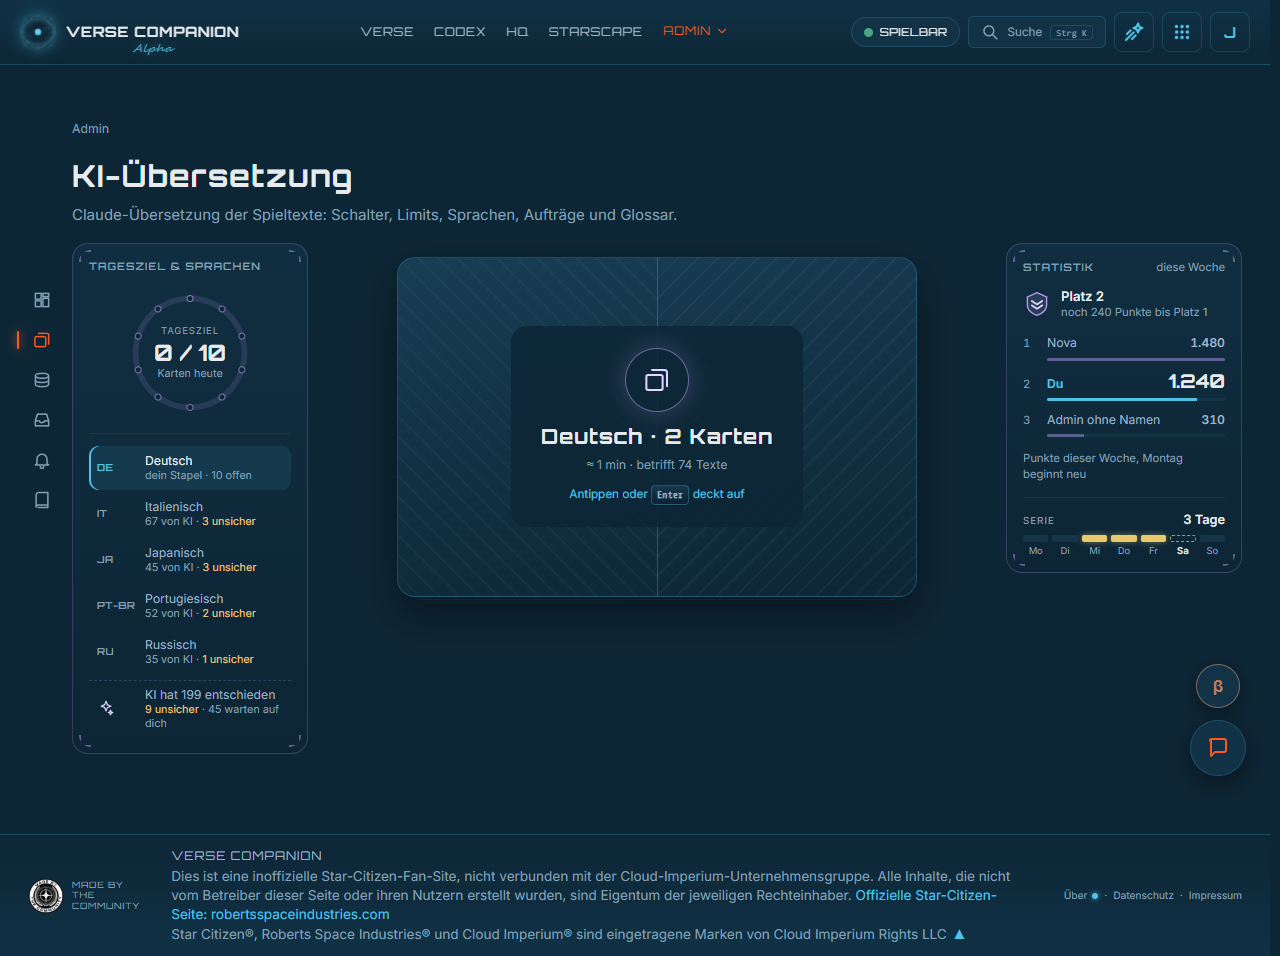 VERSE COMPANION
Alpha
VERSE
CODEX
HQ
STARSCAPE
ADMIN
SPIELBAR
Suche
Strg K
J
Admin
KI-Übersetzung
Claude-Übersetzung der Spieltexte: Schalter, Limits, Sprachen, Aufträge und Glossar.
TAGESZIEL & SPRACHEN
TAGESZIEL
0 / 10
Karten heute
DE
Deutsch
dein Stapel · 10 offen
IT
Italienisch
67 von KI · 3 unsicher
JA
Japanisch
45 von KI · 3 unsicher
PT-BR
Portugiesisch
52 von KI · 2 unsicher
RU
Russisch
35 von KI · 1 unsicher
KI hat 199 entschieden
9 unsicher · 45 warten auf
dich
Deutsch · 2 Karten
≈ 1 min · betrifft 74 Texte
Antippen oder Enter deckt auf
STATISTIK
diese Woche
Platz 2
noch 240 Punkte bis Platz 1
1 Nova 1.480
2 Du 1.240
3 Admin ohne Namen 310
Punkte dieser Woche, Montag
beginnt neu
SERIE
3 Tage
Mo Di Mi Do Fr Sa So
β
MADE BY
THE
COMMUNITY
VERSE COMPANION
Dies ist eine inoffizielle Star-Citizen-Fan-Site, nicht verbunden mit der Cloud-Imperium-Unternehmensgruppe. Alle Inhalte, die nicht
vom Betreiber dieser Seite oder ihren Nutzern erstellt wurden, sind Eigentum der jeweiligen Rechteinhaber. Offizielle Star-Citizen-
Seite: robertsspaceindustries.com
Star Citizen®, Roberts Space Industries® und Cloud Imperium® sind eingetragene Marken von Cloud Imperium Rights LLC ▲
Über · Datenschutz · Impressum